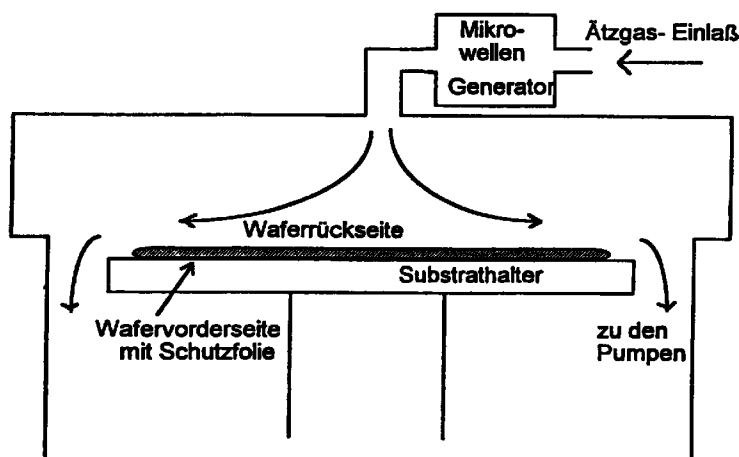 Mikro-
wellen
Generator
Ätzgas- Einlaß
Waferrückseite
Substrathalter
Wafervorderseite
mit Schutzfolie
zu den
Pumpen